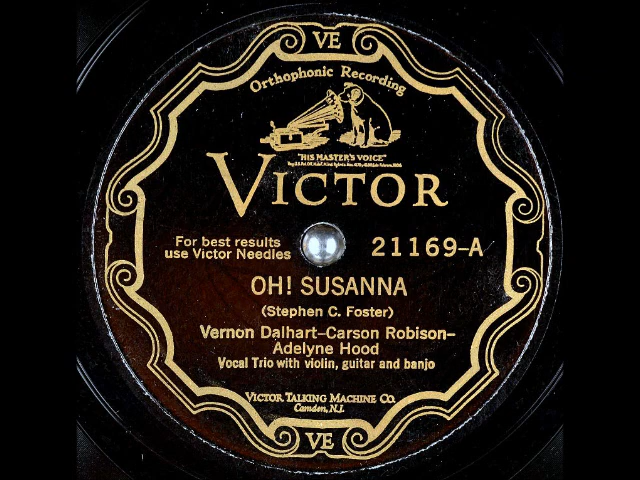 VE
Orthophonic Recording
"HIS MASTER'S VOICE"
VICTOR
For best results
use Victor Needles
21169-A
OH! SUSANNA
(Stephen C. Foster)
Vernon Dalhart-Carson Robison-
Adelyne Hood
Vocal Trio with violin, guitar and banjo
VICTOR TALKING MACHINE CO.
Camden, N.J.
VE